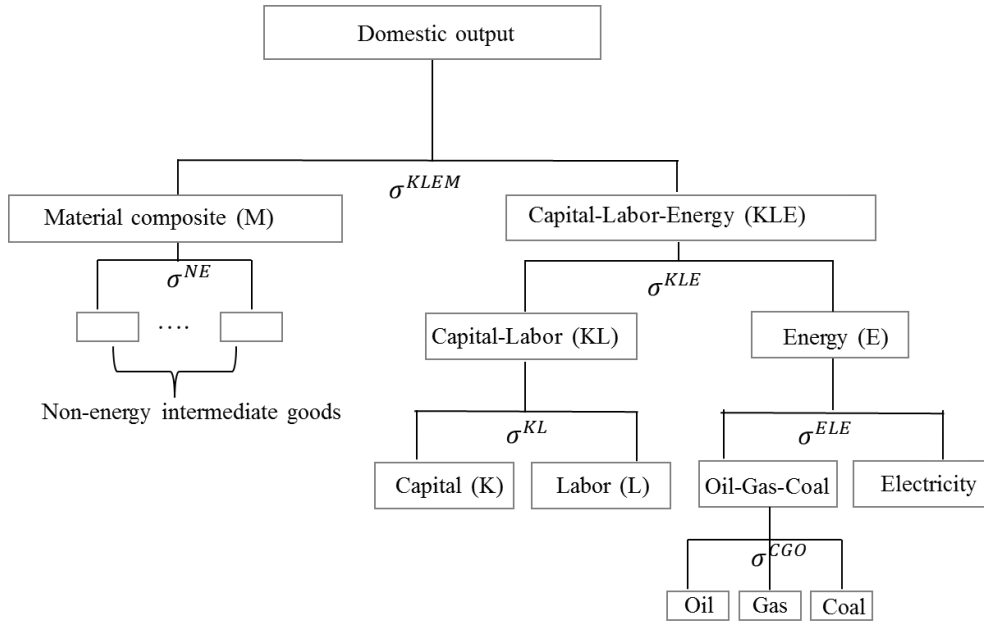 Domestic output
σ^KLEM
Material composite (M)
Capital-Labor-Energy (KLE)
σ^NE
σ^KLE
....
Capital-Labor (KL)
Energy (E)
Non-energy intermediate goods
σ^KL
σ^ELE
Capital (K)
Labor (L)
Oil-Gas-Coal
Electricity
σ^CGO
Oil
Gas
Coal